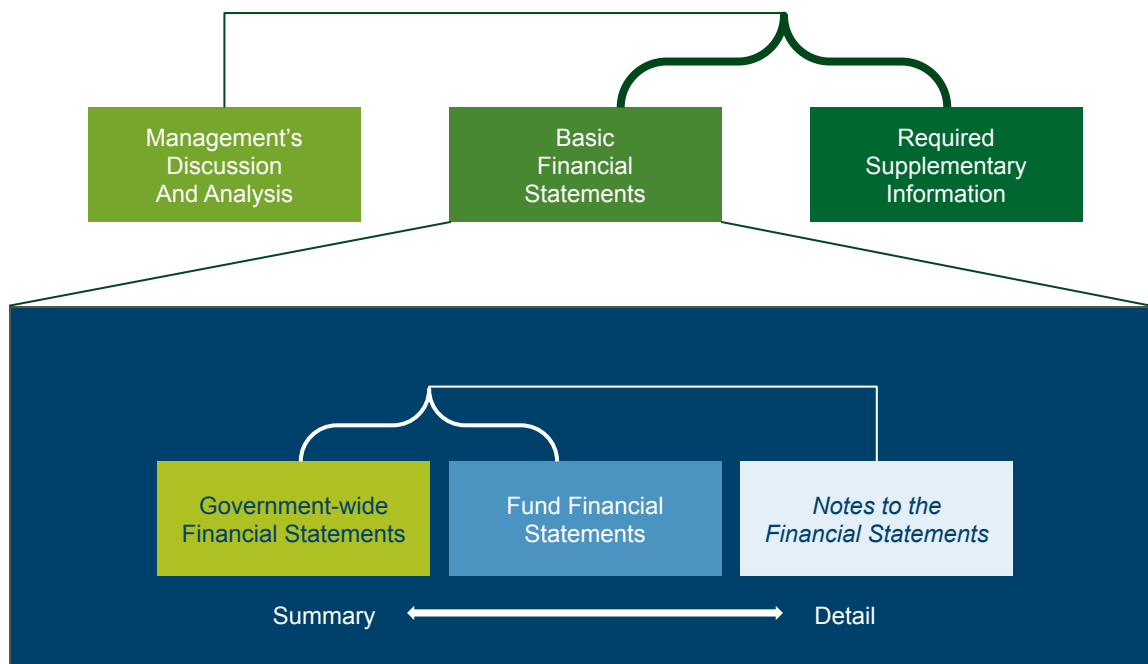 Management’s
Discussion
And Analysis
Basic
Financial
Statements
Required
Supplementary
Information
Government-wide
Financial Statements
Fund Financial
Statements
Notes to the
Financial Statements
Summary
Detail